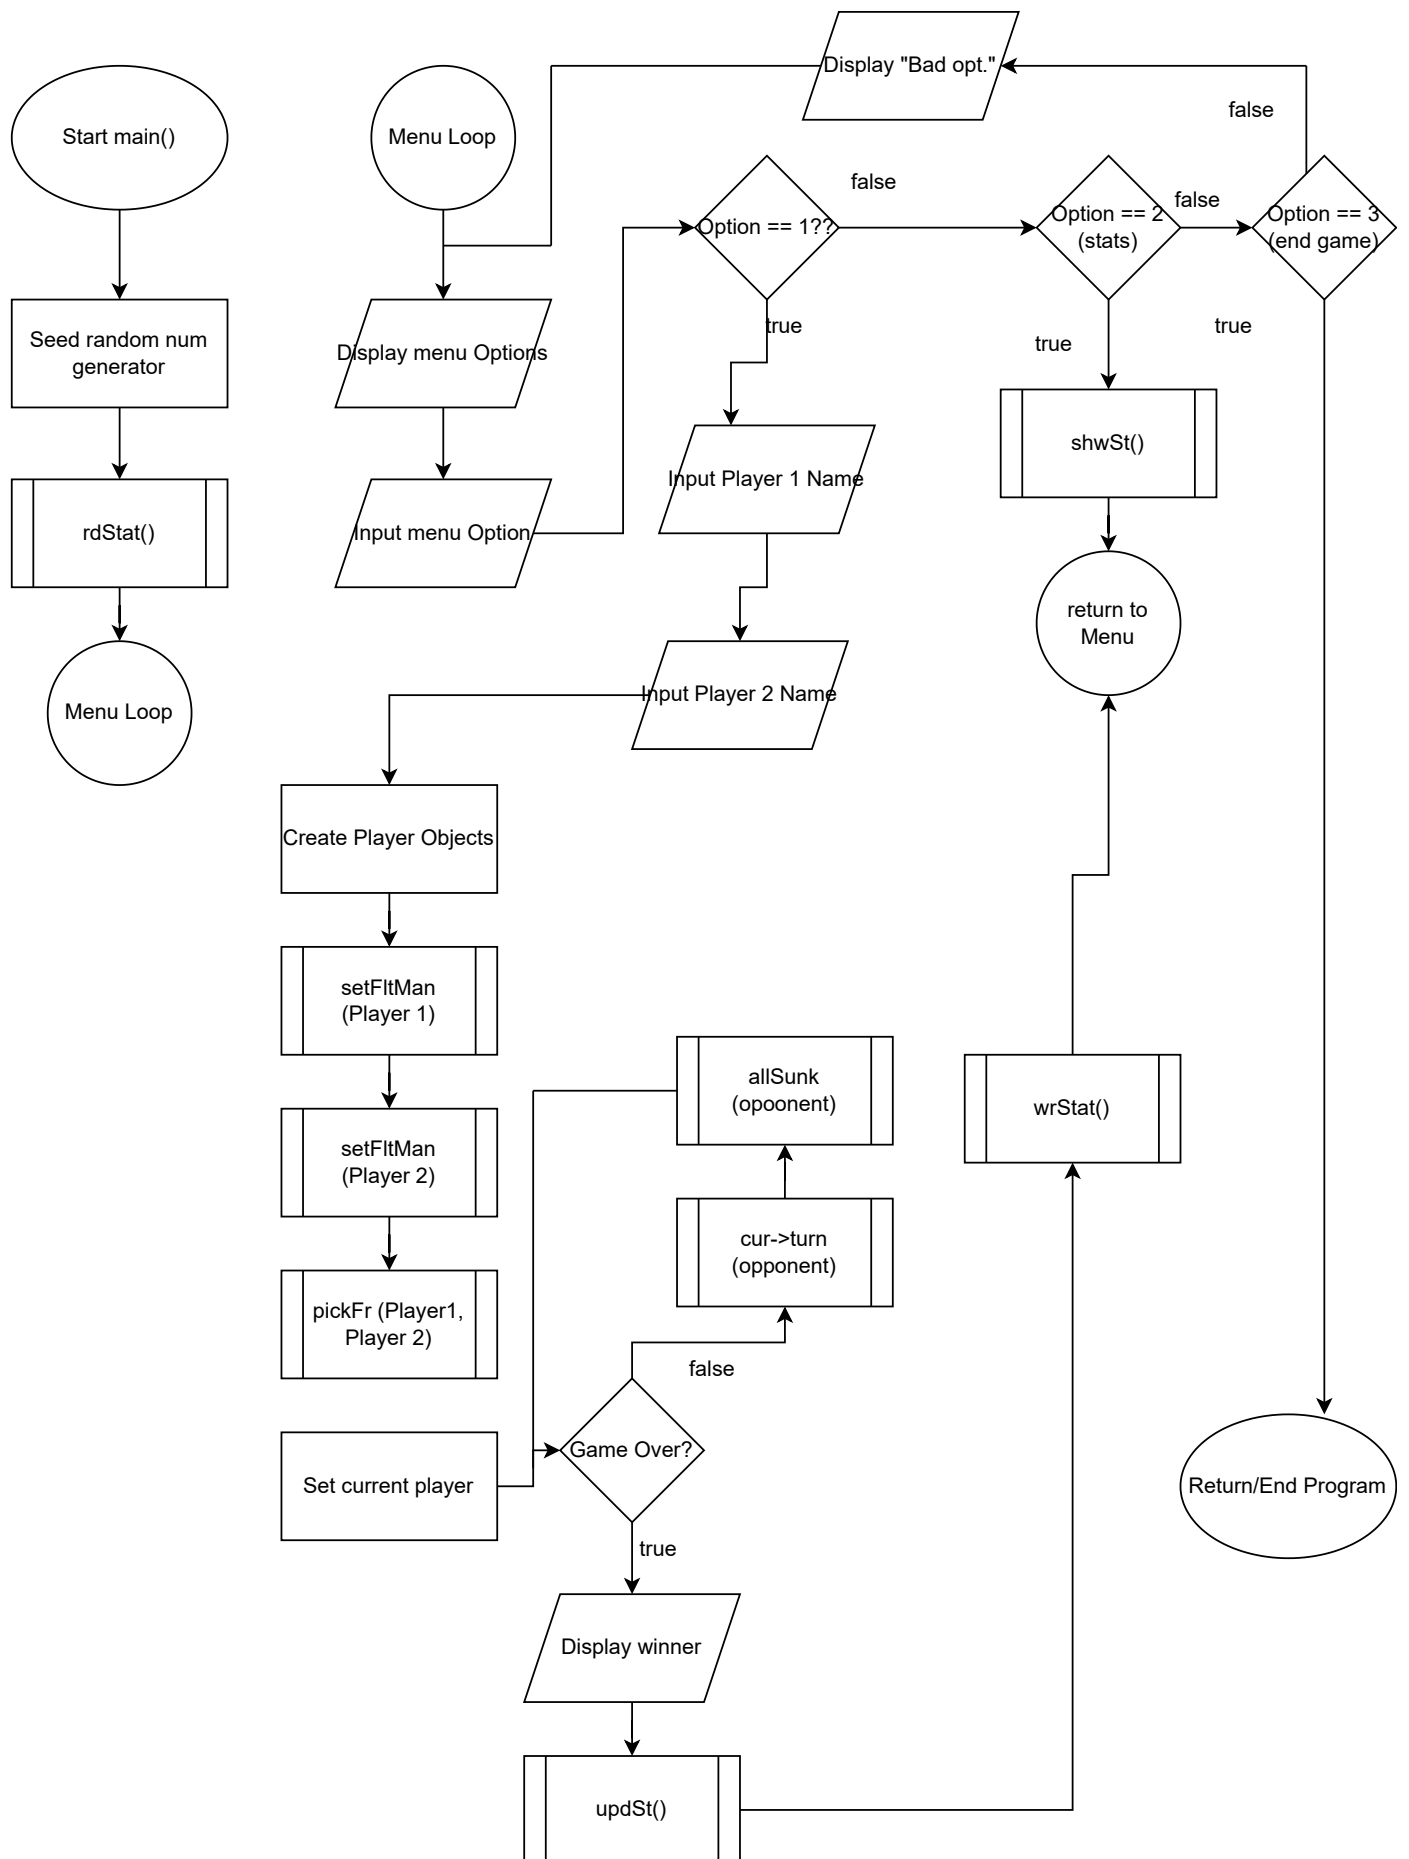 Display "Bad opt."
Start main()
Menu Loop
false
false
Option == 1??
Option == 2
(stats)
false
Option == 3
(end game)
true
true
true
Seed random num
generator
Display menu Options
shwSt()
Input Player 1 Name
rdStat()
Input menu Option
return to
Menu
Input Player 2 Name
Menu Loop
Create Player Objects
setFltMan
(Player 1)
allSunk
(opoonent)
wrStat()
setFltMan
(Player 2)
cur->turn
(opponent)
pickFr (Player1,
Player 2)
false
Game Over?
Set current player
Return/End Program
true
Display winner
updSt()